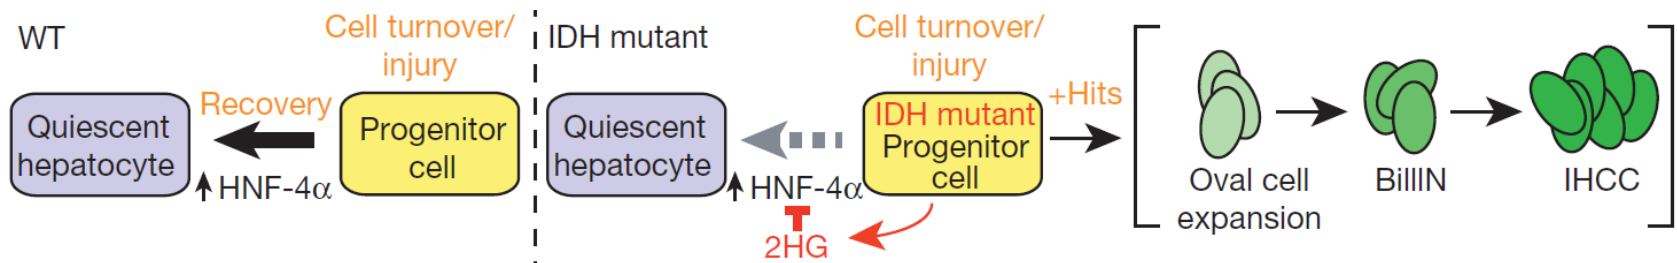 WT
Cell turnover/
injury
Recovery
Quiescent
hepatocyte
Progenitor
cell
HNF-4α
IDH mutant
Cell turnover/
injury
Quiescent
hepatocyte
IDH mutant
Progenitor
cell
HNF-4α
2HG
+Hits
Oval cell
expansion
BillIN
IHCC